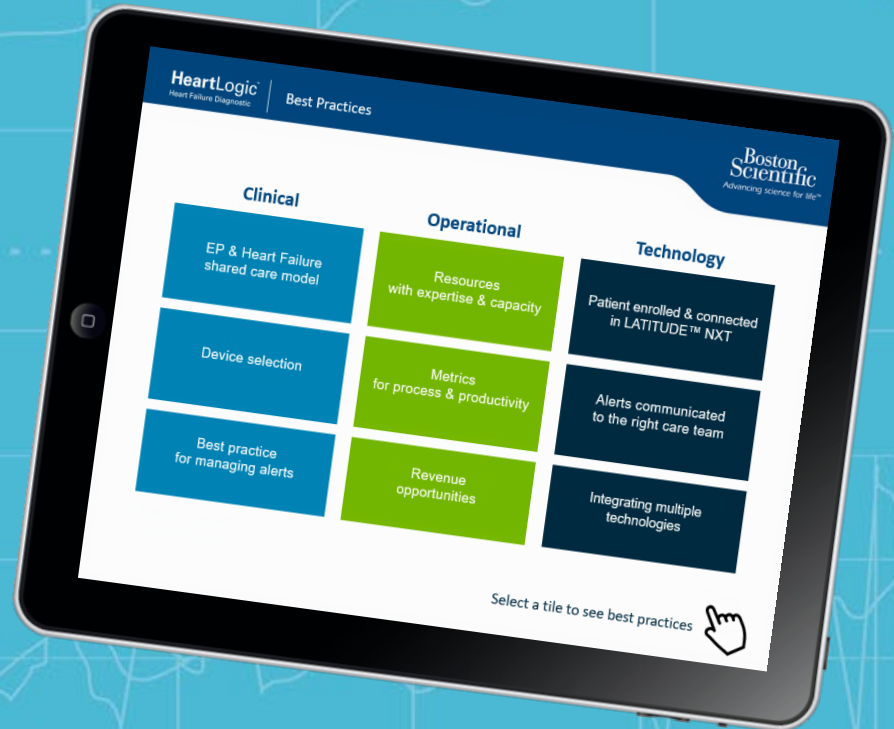 HeartLogic™
Heart Failure Diagnostic
Best Practices
Boston
Scientific
Advancing science for life™
Clinical
EP & Heart Failure
shared care model
Device selection
Best practice
for managing alerts
Operational
Resources
with expertise & capacity
Metrics
for process & productivity
Revenue
opportunities
Technology
Patient enrolled & connected
in LATITUDE™ NXT
Alerts communicated
to the right care team
Integrating multiple
technologies
Select a tile to see best practices